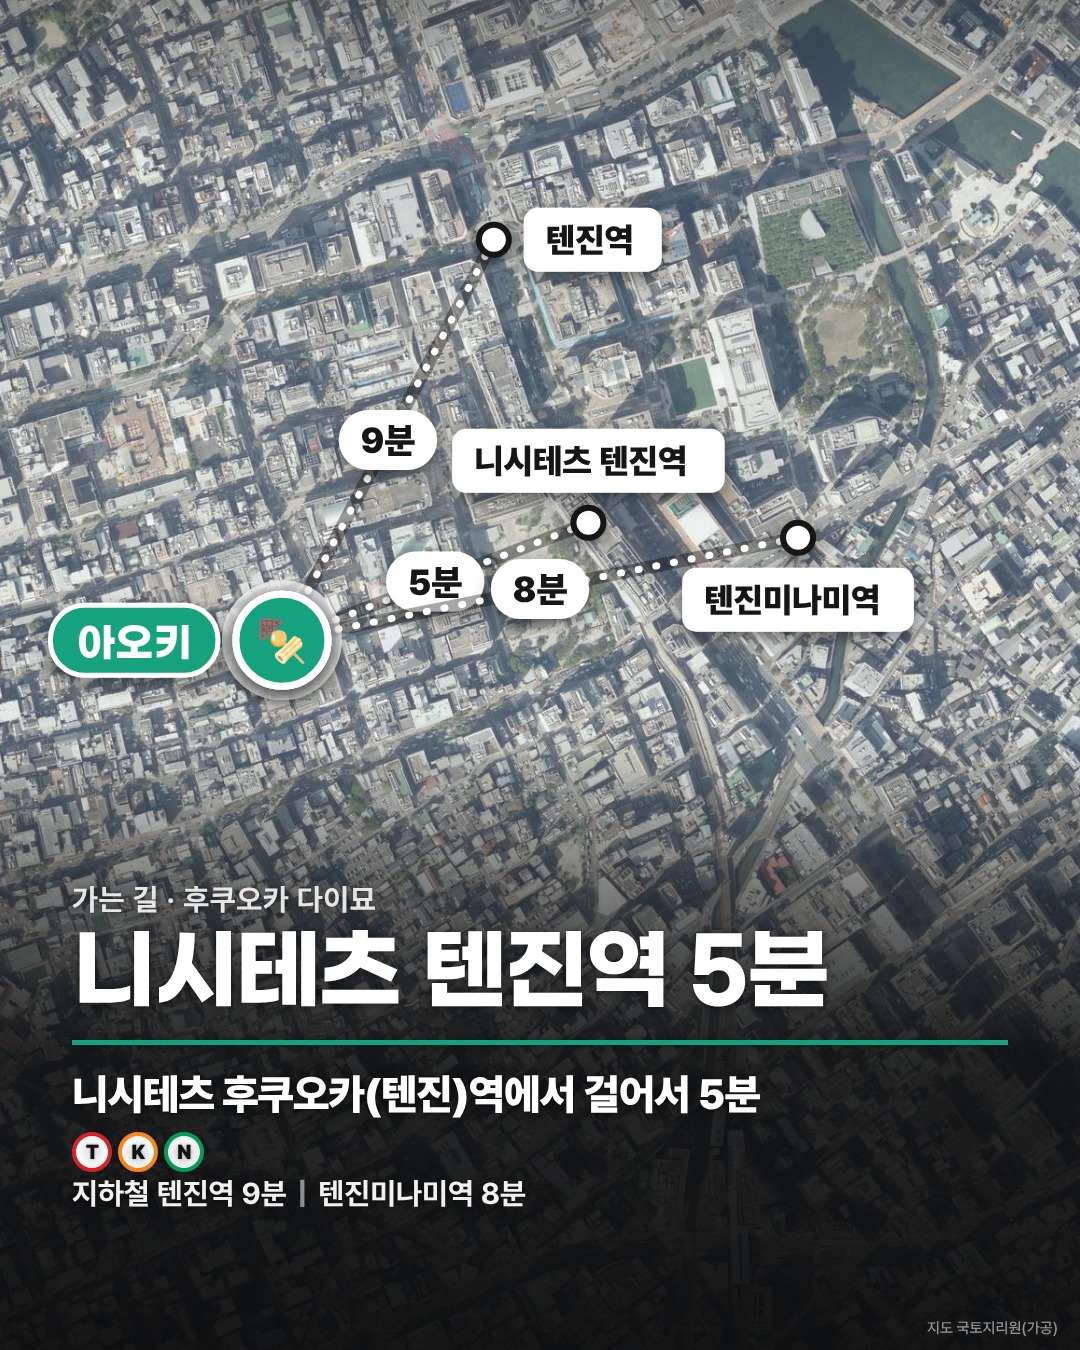 텐진역
9분
니시테츠 텐진역
5분
8분
텐진미나미역
아오키
가는 길 · 후쿠오카 다이묘
니시테츠 텐진역 5분
니시테츠 후쿠오카(텐진)역에서 걸어서 5분
T K N
지하철 텐진역 9분 | 텐진미나미역 8분
지도 국토지리원(가공)